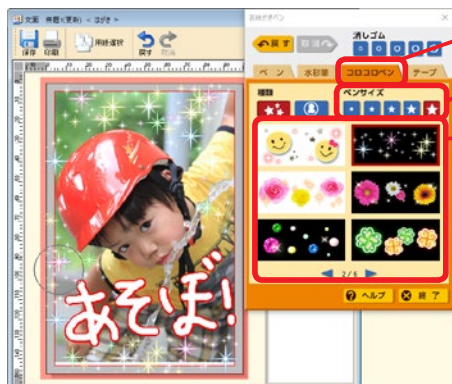 文面 無題1(更新) < はがき >
保存 印刷 用紙選択 戻す 取消
お絵かきペン
戻す 取消 消しゴム
ペン 水彩筆 コロコロペン テープ
種類 ペンサイズ
あそぼ!
2/6
ヘルプ 終了